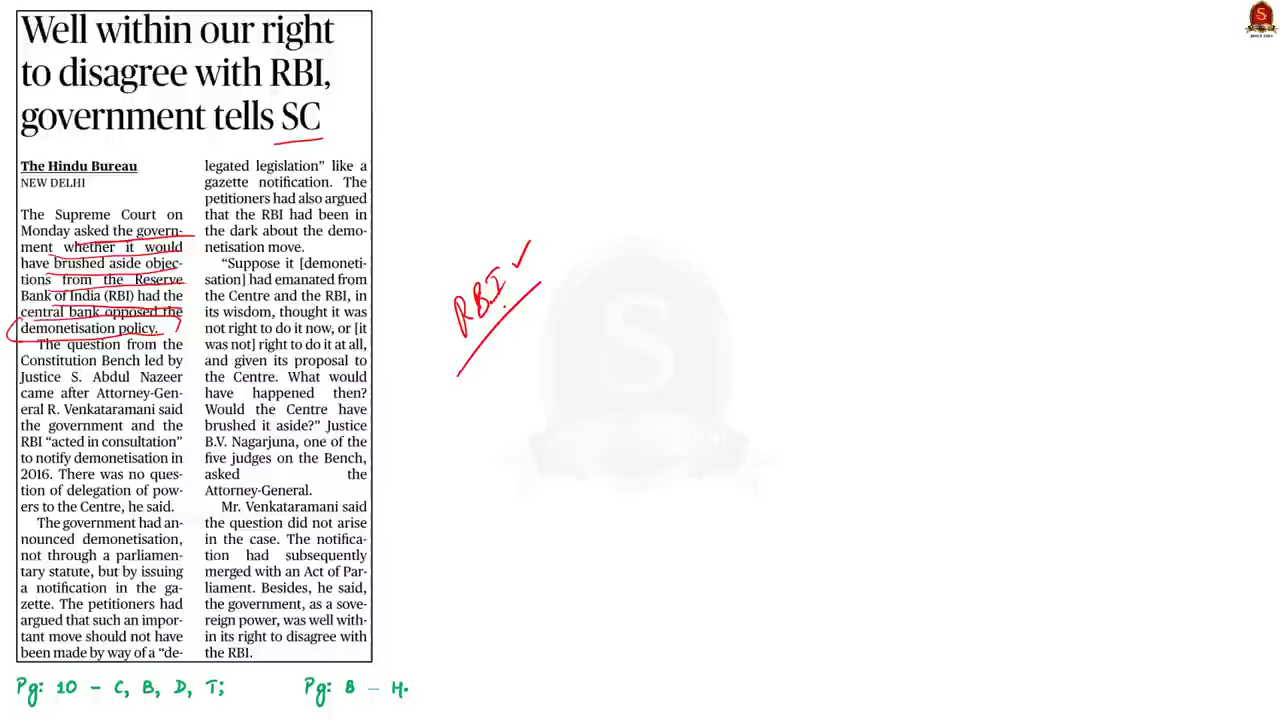 Well within our right
to disagree with RBI,
government tells SC
The Hindu Bureau
NEW DELHI
The Supreme Court on
Monday asked the govern-
ment whether it would
have brushed aside objec-
tions from the Reserve
Bank of India (RBI) had the
central bank opposed the
demonetisation policy.
The question from the
Constitution Bench led by
Justice S. Abdul Nazeer
came after Attorney-Gen-
eral R. Venkataramani said
the government and the
RBI “acted in consultation”
to notify demonetisation in
2016. There was no ques-
tion of delegation of pow-
ers to the Centre, he said.
The government had an-
nounced demonetisation,
not through a parliamen-
tary statute, but by issuing
a notification in the ga-
zette. The petitioners had
argued that such an impor-
tant move should not have
been made by way of a “de-
legated legislation” like a
gazette notification. The
petitioners had also argued
that the RBI had been in
the dark about the demo-
netisation move.
“Suppose it [demoneti-
sation] had emanated from
the Centre and the RBI, in
its wisdom, thought it was
not right to do it now, or [it
was not] right to do it at all,
and given its proposal to
the Centre. What would
have happened then?
Would the Centre have
brushed it aside?” Justice
B.V. Nagarjuna, one of the
five judges on the Bench,
asked the
Attorney-General.
Mr. Venkataramani said
the question did not arise
in the case. The notifica-
tion had subsequently
merged with an Act of Par-
liament. Besides, he said,
the government, as a sove-
reign power, was well with-
in its right to disagree with
the RBI.
RBI ✓
Pg: 10 - C, B, D, T; Pg: 8 - H.
S